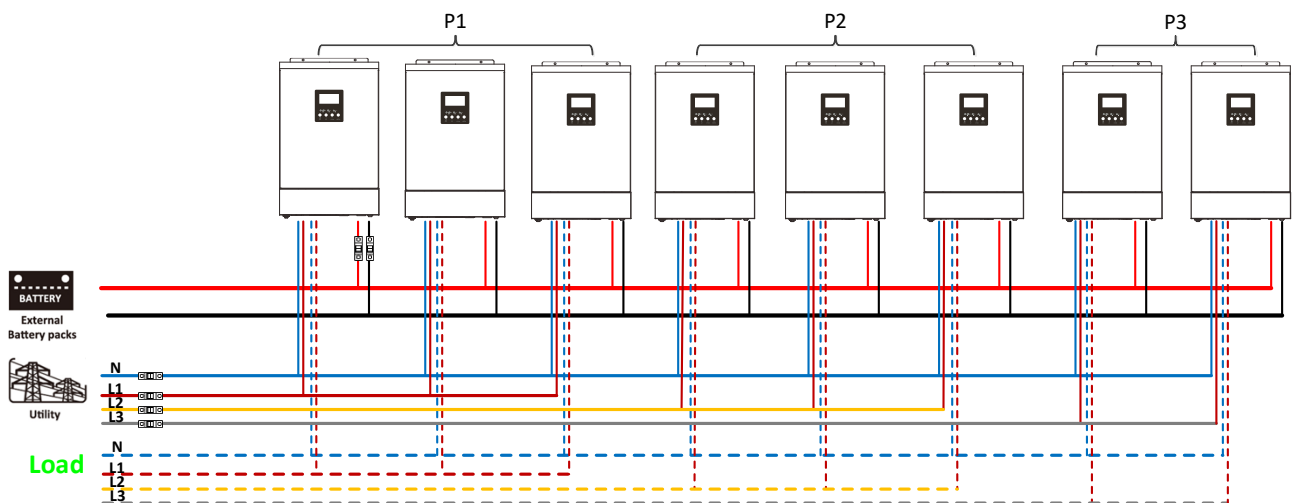 P1
P2
P3
BATTERY
External
Battery packs
Utility
N
L1
L2
L3
Load
N
L1
L2
L3